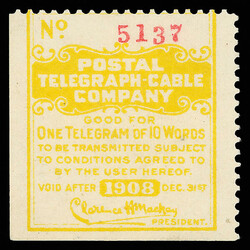 No 5137
POSTAL
TELEGRAPH-CABLE
COMPANY
GOOD FOR
ONE TELEGRAM OF 10 WORDS
TO BE TRANSMITTED SUBJECT
TO CONDITIONS AGREED TO
BY THE USER HEREOF.
VOID AFTER 1908 DEC. 31ST
Clarence H Mackay
PRESIDENT.